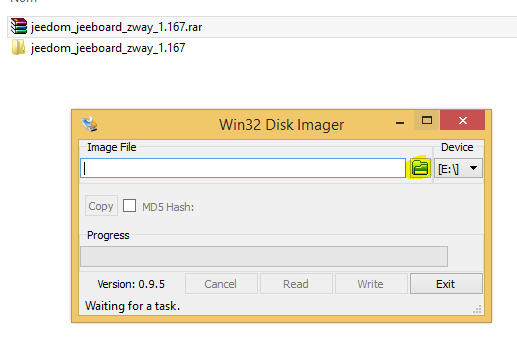 jeedom_jeeboard_zway_1.167.rar
jeedom_jeeboard_zway_1.167
Win32 Disk Imager
Image File
Device
[E:\]
Copy
MD5 Hash:
Progress
Version: 0.9.5
Cancel
Read
Write
Exit
Waiting for a task.